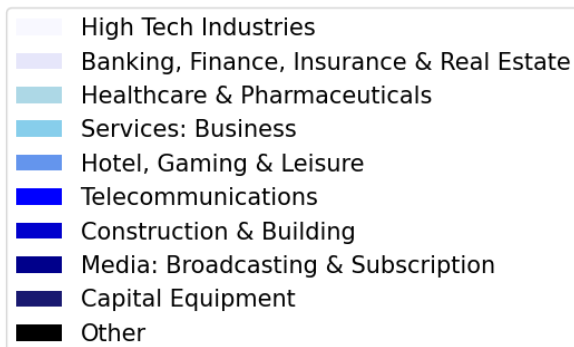 High Tech Industries
Banking, Finance, Insurance & Real Estate
Healthcare & Pharmaceuticals
Services: Business
Hotel, Gaming & Leisure
Telecommunications
Construction & Building
Media: Broadcasting & Subscription
Capital Equipment
Other